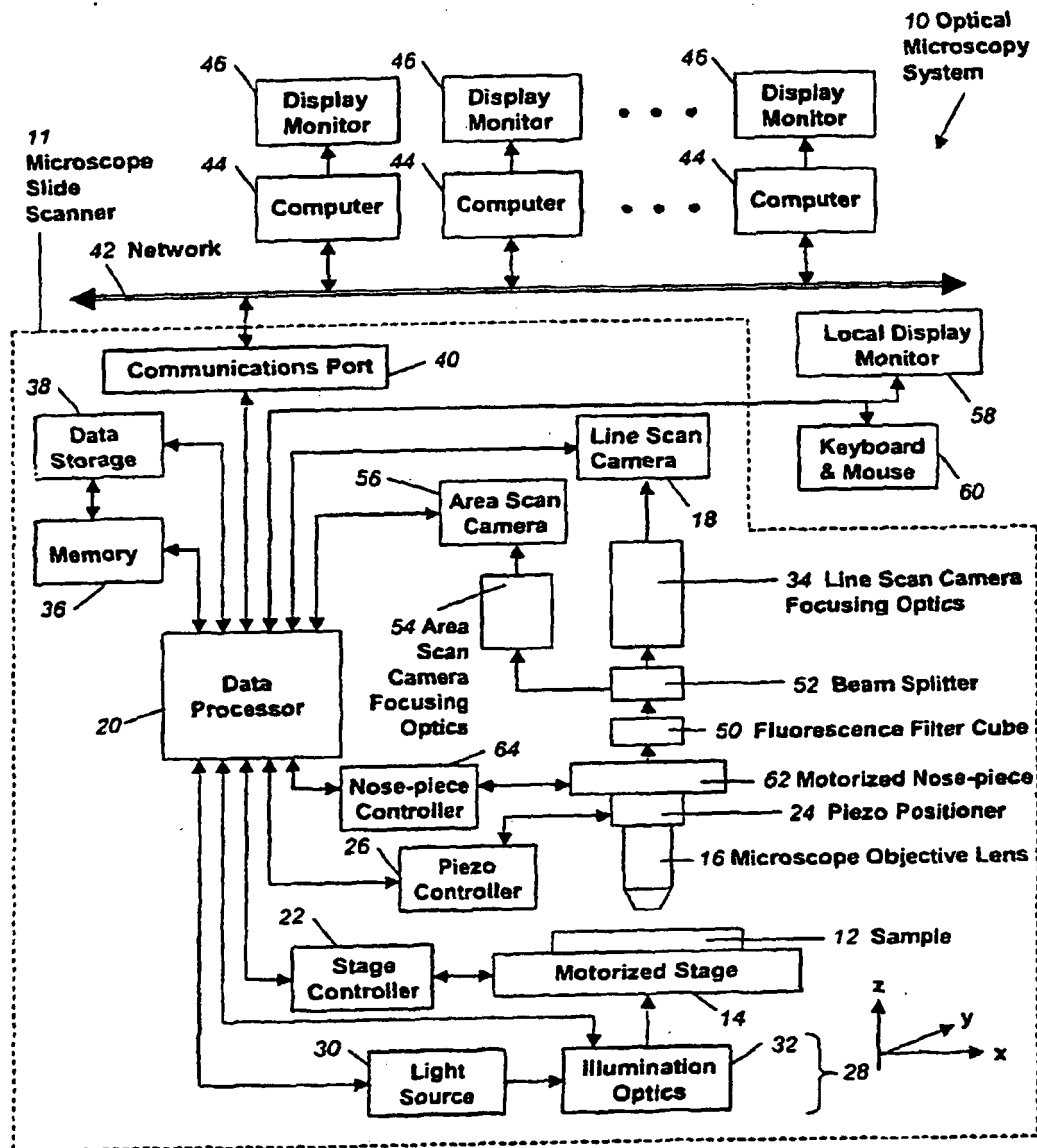 10 Optical
Microscopy
System
46
46
46
Display
Monitor
Display
Monitor
Display
Monitor
11
Microscope
Slide
Scanner
44
44
44
Computer
Computer
Computer
42 Network
Communications Port
40
Local Display
Monitor
58
38
Data
Storage
Line Scan
Camera
18
Keyboard
& Mouse
60
56
Area Scan
Camera
Memory
36
34 Line Scan Camera
Focusing Optics
54 Area
Scan
Camera
Focusing
Optics
Data
Processor
20
52 Beam Splitter
50 Fluorescence Filter Cube
64
Nose-piece
Controller
62 Motorized Nose-piece
24 Piezo Positioner
26
Piezo
Controller
16 Microscope Objective Lens
22
Stage
Controller
12 Sample
Motorized Stage
14
z
y
x
30
Light
Source
Illumination
Optics
32
28